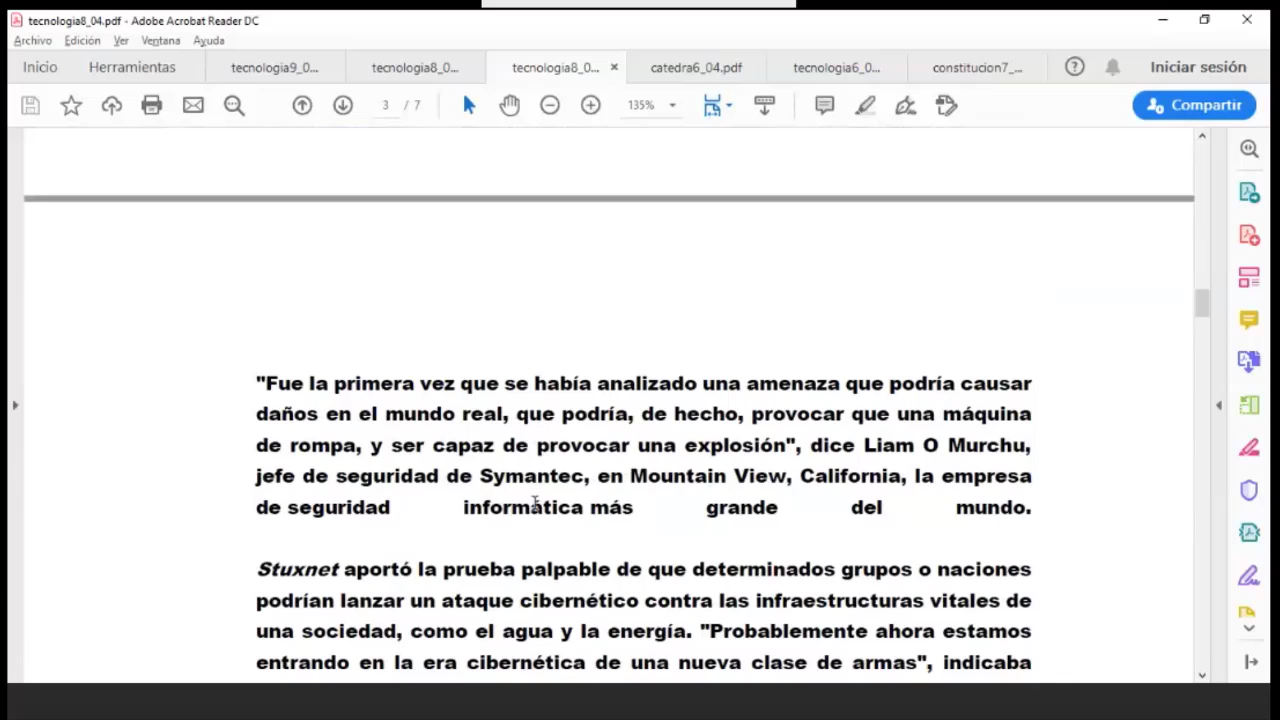 tecnologia8_04.pdf - Adobe Acrobat Reader DC
Archivo Edición Ver Ventana Ayuda
Inicio Herramientas tecnologia9_0... tecnologia8_0... tecnologia8_0... × catedra6_04.pdf tecnologia6_0... constitucion7_... Iniciar sesión
3 / 7 135% Compartir
"Fue la primera vez que se había analizado una amenaza que podría causar
daños en el mundo real, que podría, de hecho, provocar que una máquina
de rompa, y ser capaz de provocar una explosión", dice Liam O Murchu,
jefe de seguridad de Symantec, en Mountain View, California, la empresa
de seguridad informática más grande del mundo.
Stuxnet aportó la prueba palpable de que determinados grupos o naciones
podrían lanzar un ataque cibernético contra las infraestructuras vitales de
una sociedad, como el agua y la energía. "Probablemente ahora estamos
entrando en la era cibernética de una nueva clase de armas", indicaba